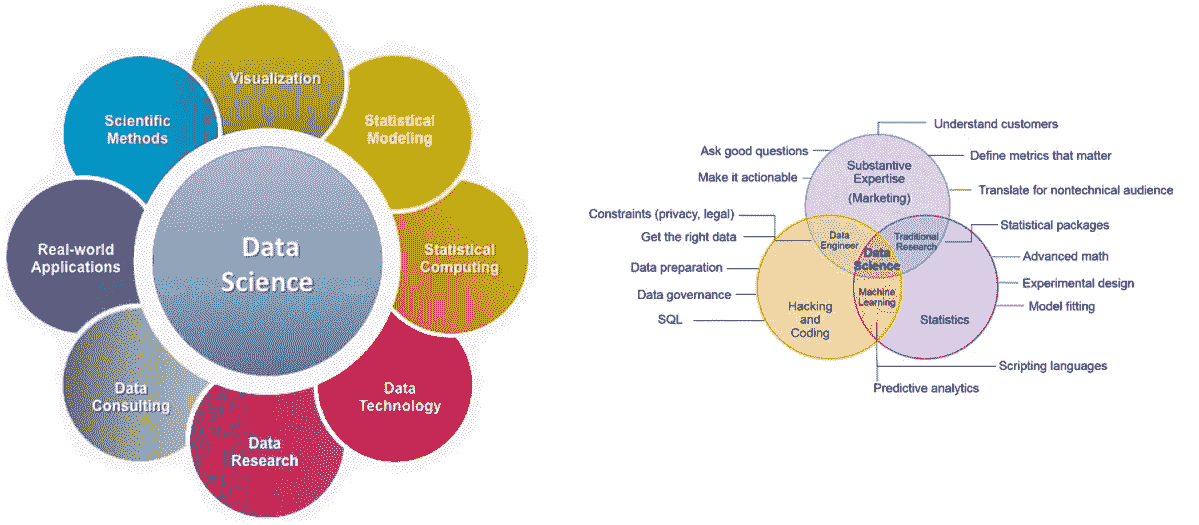 Visualization
Statistical
Modeling
Statistical
Computing
Data
Technology
Data
Research
Data
Consulting
Real-world
Applications
Scientific
Methods
Data
Science
Understand customers
Ask good questions
Define metrics that matter
Make it actionable
Translate for nontechnical audience
Substantive
Expertise
(Marketing)
Constraints (privacy, legal)
Statistical packages
Get the right data
Data
Engineer
Traditional
Research
Advanced math
Data preparation
Data
Science
Experimental design
Data governance
Machine
Learning
Model fitting
SQL
Hacking
and
Coding
Statistics
Scripting languages
Predictive analytics